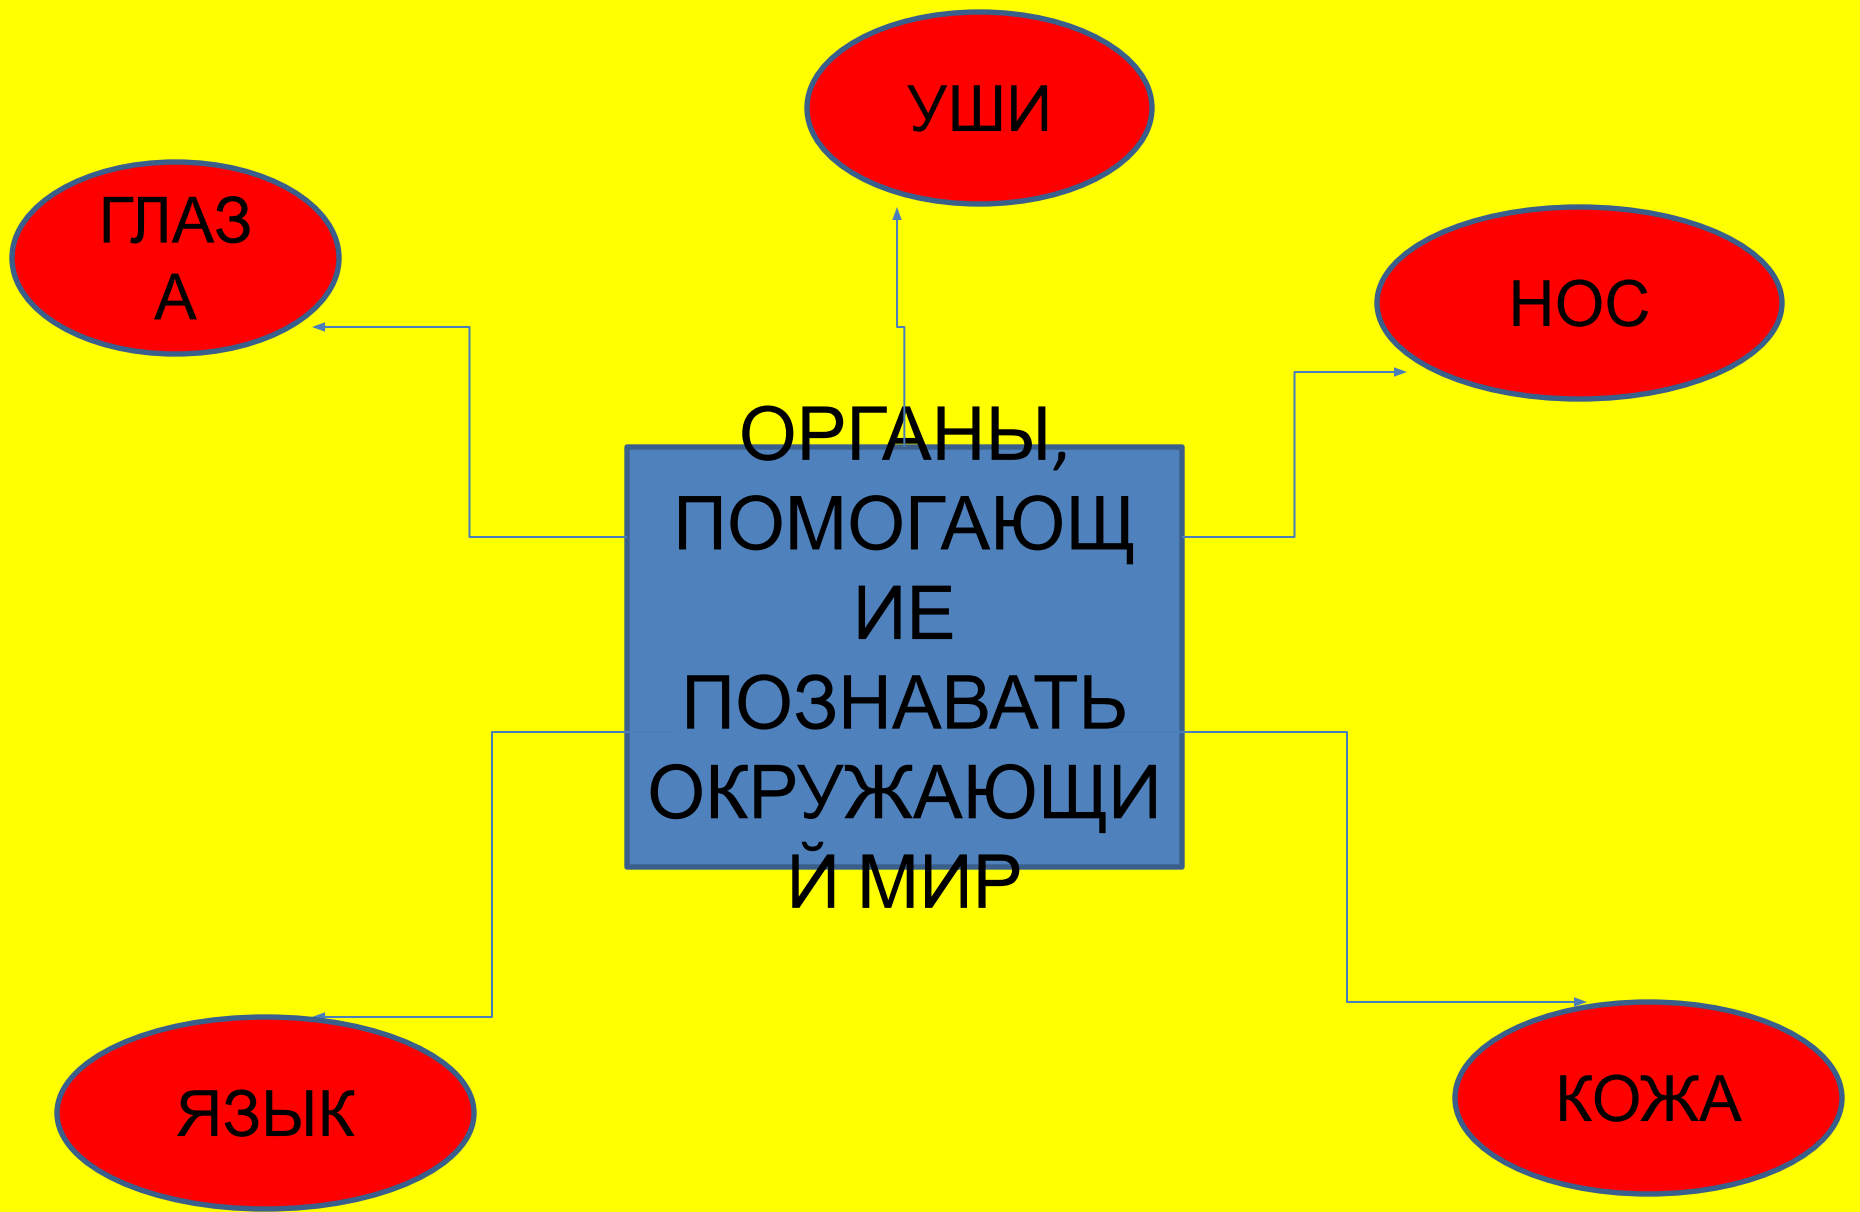 УШИ
ГЛАЗ
А
НОС
ОРГАНЫ,
ПОМОГАЮЩ
ИЕ
ПОЗНАВАТЬ
ОКРУЖАЮЩИ
Й МИР
ЯЗЫК
КОЖА